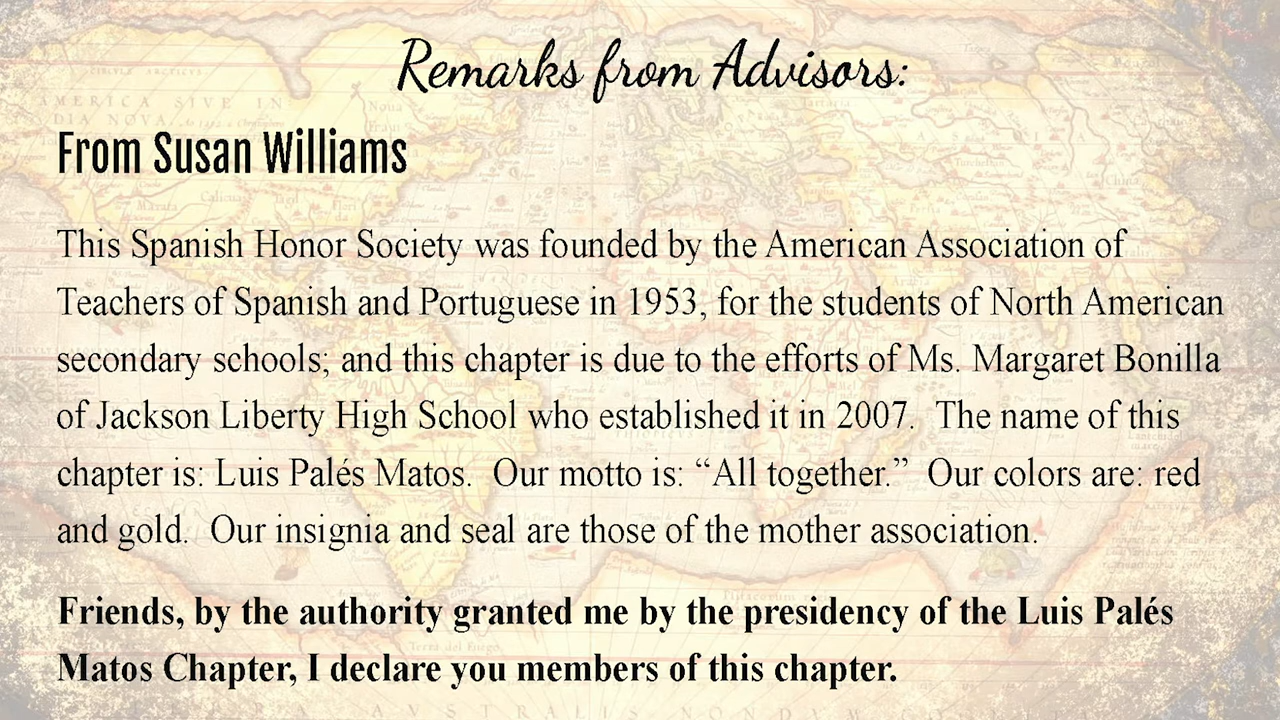 Remarks from Advisors:
From Susan Williams
This Spanish Honor Society was founded by the American Association of
Teachers of Spanish and Portuguese in 1953, for the students of North American
secondary schools; and this chapter is due to the efforts of Ms. Margaret Bonilla
of Jackson Liberty High School who established it in 2007.  The name of this
chapter is: Luis Palés Matos.  Our motto is: “All together.”  Our colors are: red
and gold.  Our insignia and seal are those of the mother association.
Friends, by the authority granted me by the presidency of the Luis Palés
Matos Chapter, I declare you members of this chapter.